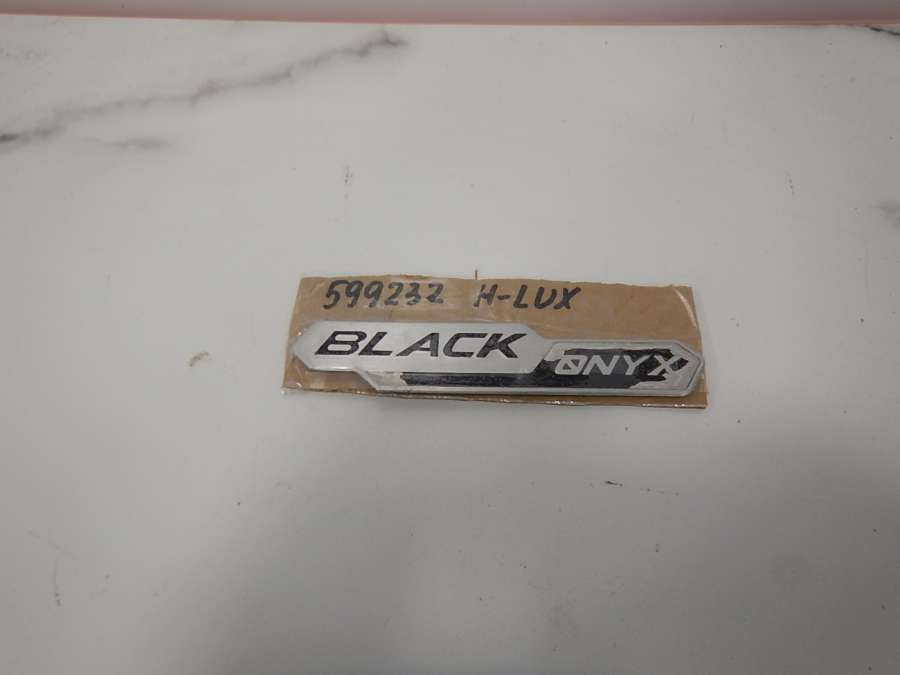 599232 H-LUX
BLACK ONYX